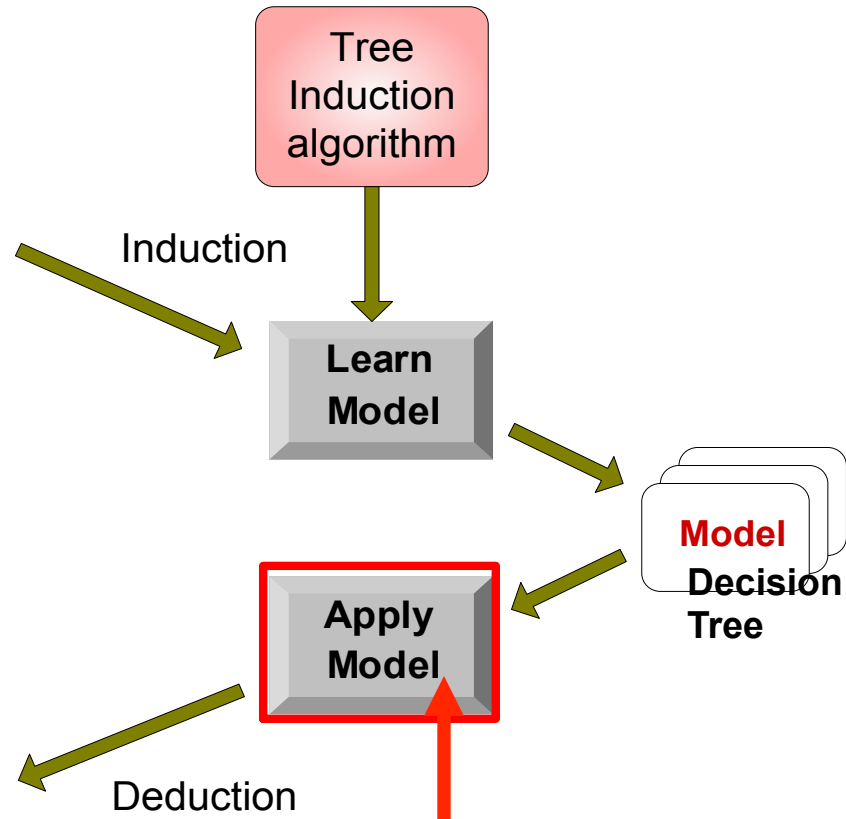 Tree
Induction
algorithm
Induction
Learn
Model
Model
Decision
Tree
Apply
Model
Deduction